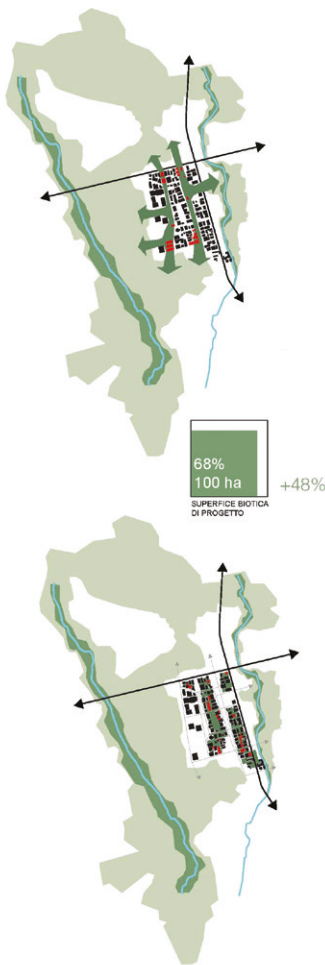 68%
100 ha
+48%
SUPERFICE BIOTICA
DI PROGETTO